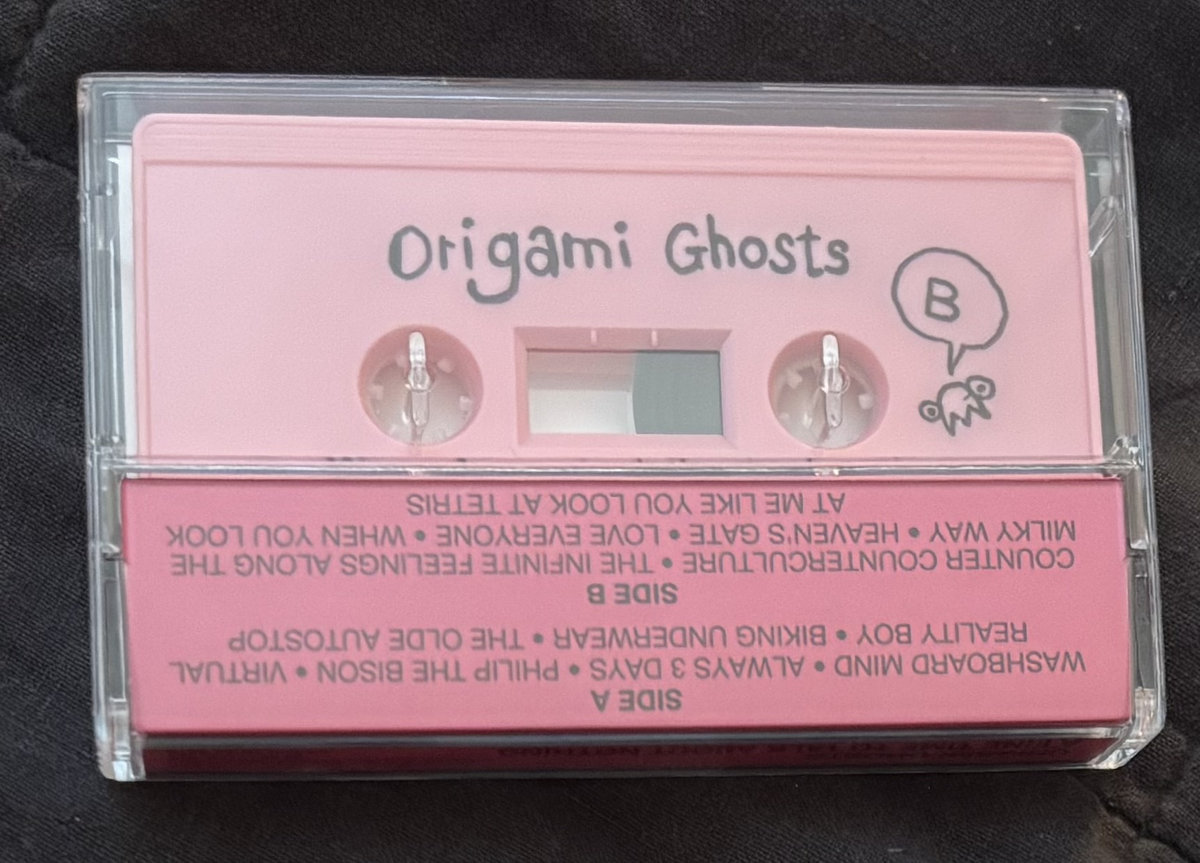 Origami Ghosts
B
SIDE A
WASHBOARD MIND • ALWAYS 3 DAYS • PHILIP THE BISON • VIRTUAL
REALITY BOY • BIKING UNDERWEAR • THE OLDE AUTOSTOP
SIDE B
COUNTER COUNTERCULTURE • THE INFINITE FEELINGS ALONG THE
MILKY WAY • HEAVEN'S GATE • LOVE EVERYONE • WHEN YOU LOOK
AT ME LIKE YOU LOOK AT TETRIS